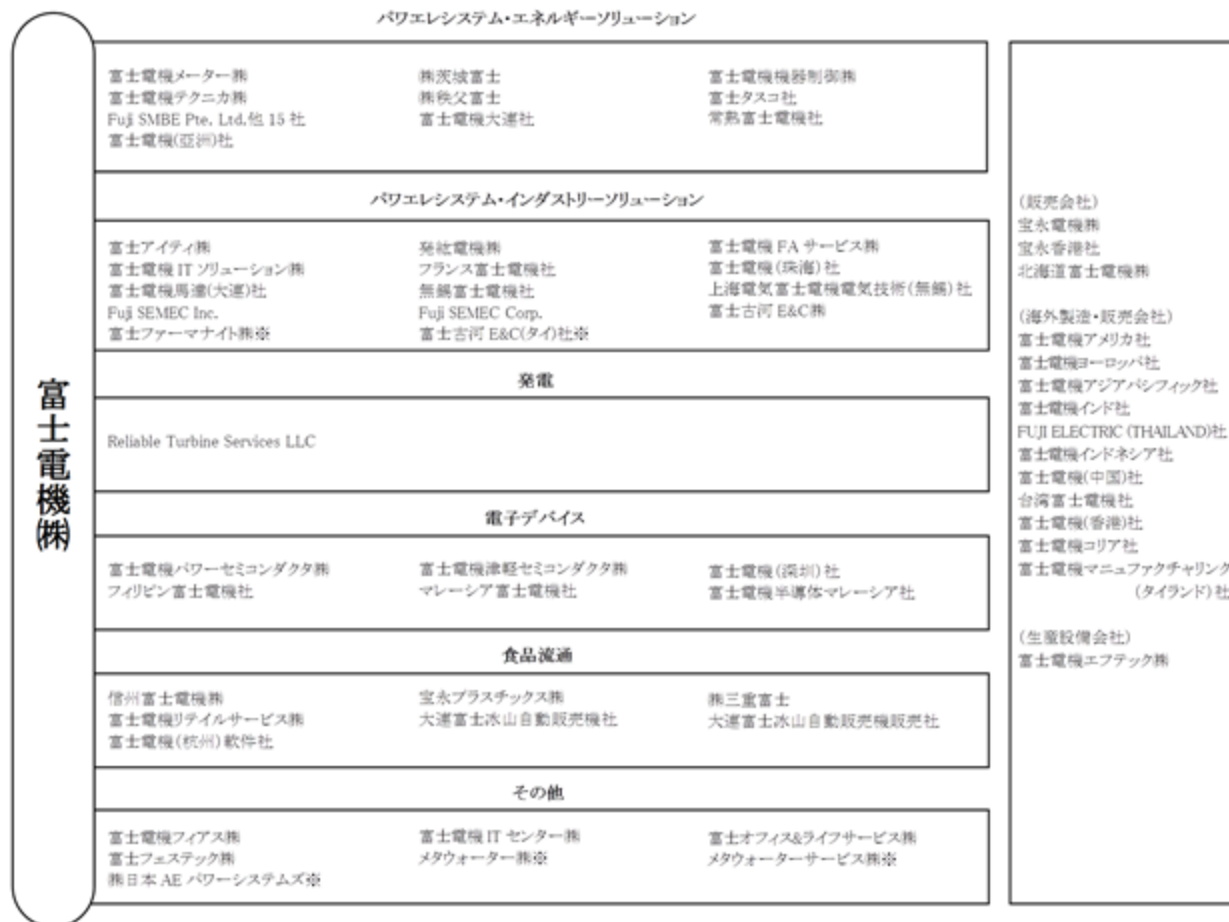 富士電機㈱
パワエレシステム・エネルギーソリューション
富士電機メーター㈱
富士電機テクニカ㈱
Fuji SMBE Pte. Ltd.他 15 社
富士電機(亞洲)社
㈱茨城富士
㈱秩父富士
富士電機大連社
富士電機機器制御㈱
富士タスコ社
常熟富士電機社
パワエレシステム・インダストリーソリューション
富士アイティ㈱
富士電機 IT ソリューション㈱
富士電機馬達(大連)社
Fuji SEMEC Inc.
富士ファーマナイト㈱※
発紘電機㈱
フランス富士電機社
無錫富士電機社
Fuji SEMEC Corp.
富士古河 E&C(タイ)社※
富士電機 FA サービス㈱
富士電機(珠海)社
上海電気富士電機電気技術(無錫)社
富士古河 E&C㈱
発電
Reliable Turbine Services LLC
電子デバイス
富士電機パワーセミコンダクタ㈱
フィリピン富士電機社
富士電機津軽セミコンダクタ㈱
マレーシア富士電機社
富士電機(深圳)社
富士電機半導体マレーシア社
食品流通
信州富士電機㈱
富士電機リテイルサービス㈱
富士電機(杭州)軟件社
宝永プラスチックス㈱
大連富士冰山自動販売機社
㈱三重富士
大連富士冰山自動販売機販売社
その他
富士電機フィアス㈱
富士フェステック㈱
㈱日本 AE パワーシステムズ※
富士電機 IT センター㈱
メタウォーター㈱※
富士オフィス&ライフサービス㈱
メタウォーターサービス㈱※
(販売会社)
宝永電機㈱
宝永香港社
北海道富士電機㈱
(海外製造・販売会社)
富士電機アメリカ社
富士電機ヨーロッパ社
富士電機アジアパシフィック社
富士電機インド社
FUJI ELECTRIC (THAILAND)社
富士電機インドネシア社
富士電機(中国)社
台湾富士電機社
富士電機(香港)社
富士電機コリア社
富士電機マニュファクチャリング
(タイランド)社
(生産設備会社)
富士電機エフテック㈱